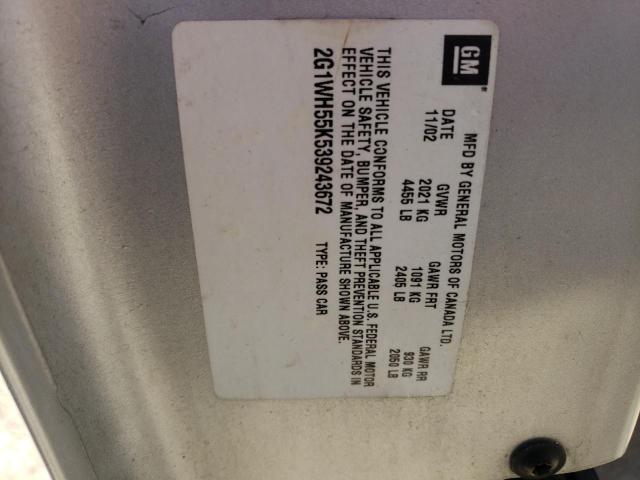 GM
MFD BY GENERAL MOTORS OF CANADA LTD.
DATE GVWR GAWR FRT GAWR RR
11/02 2021 KG 1091 KG 930 KG
4455 LB 2405 LB 2050 LB
THIS VEHICLE CONFORMS TO ALL APPLICABLE U.S. FEDERAL MOTOR
VEHICLE SAFETY, BUMPER, AND THEFT PREVENTION STANDARDS IN
EFFECT ON THE DATE OF MANUFACTURE SHOWN ABOVE.
2G1WH55K539243672 TYPE: PASS CAR